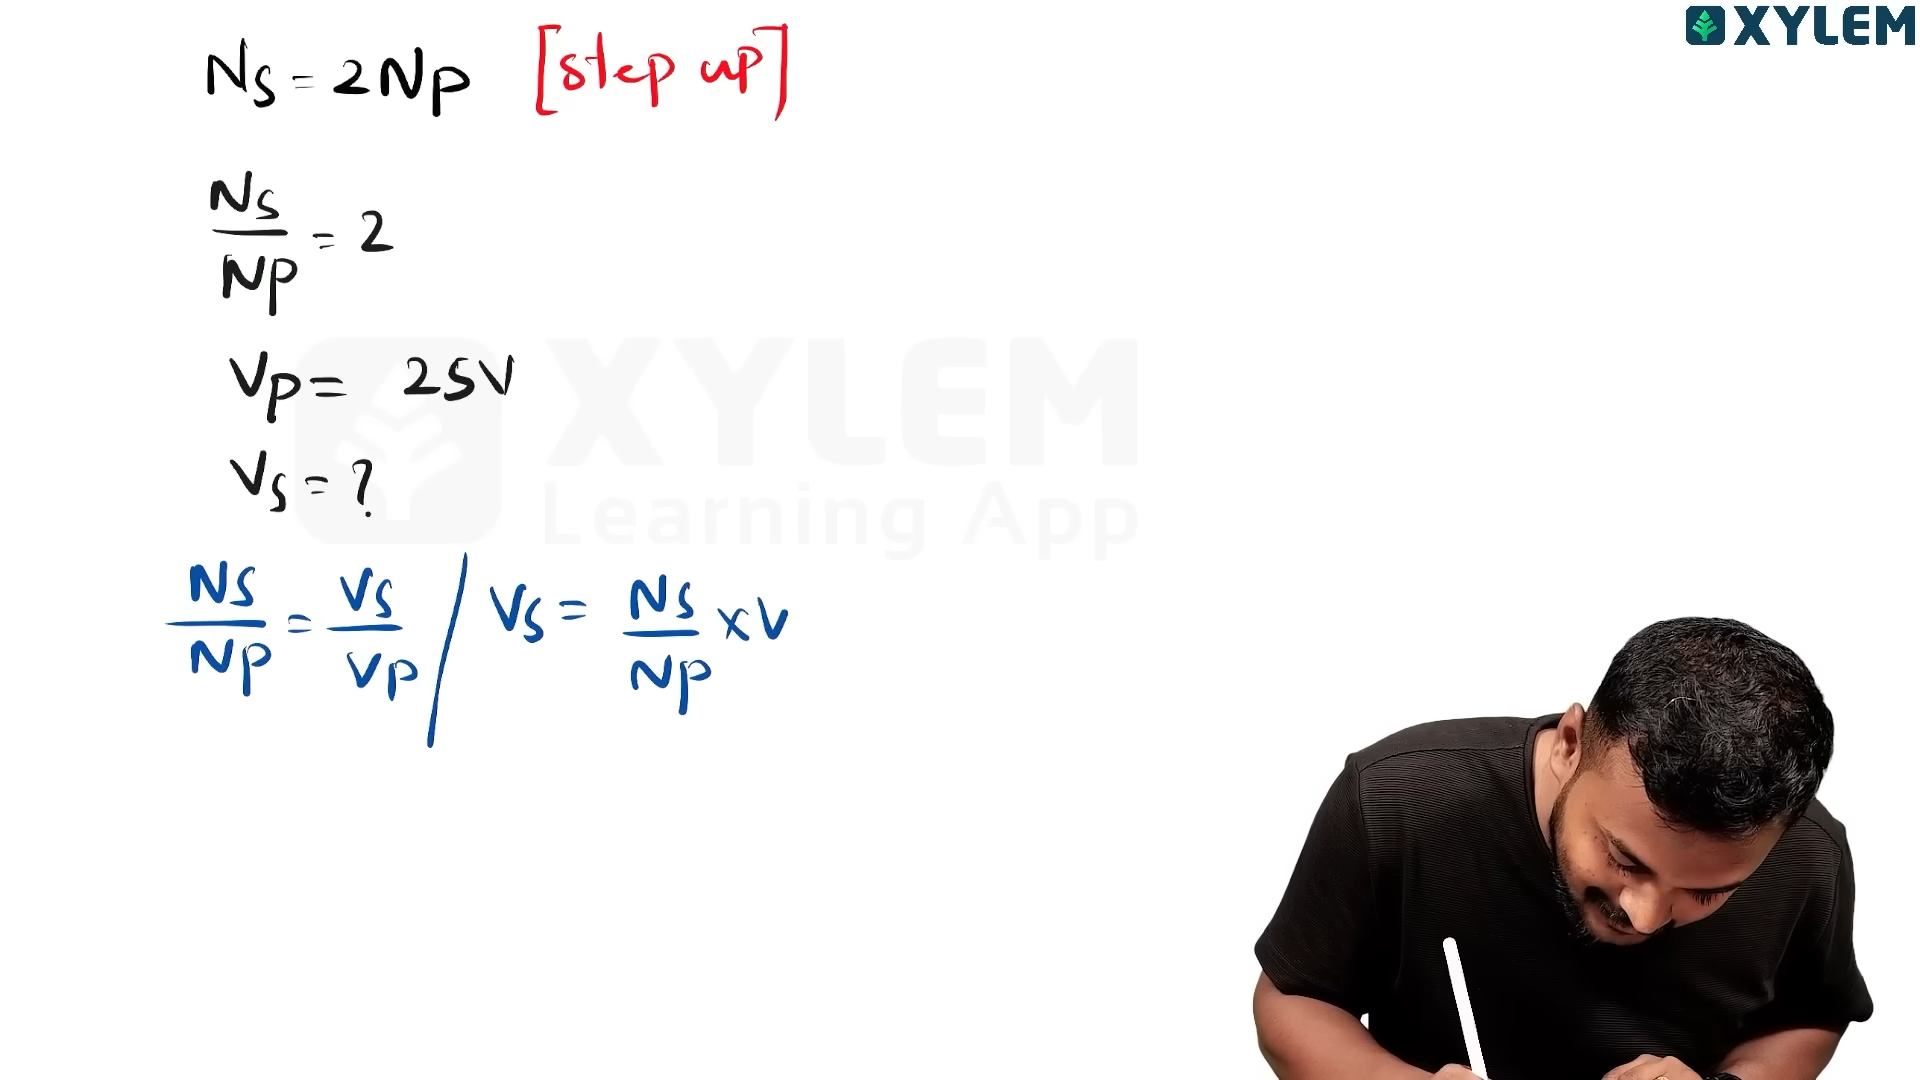 XYLEM
Ns = 2Np [step up]
Ns
Np
= 2
Vp = 25V
Vs = ?
XYLEM
Learning App
Ns/Np = Vs/Vp / Vs = Ns/Np x V